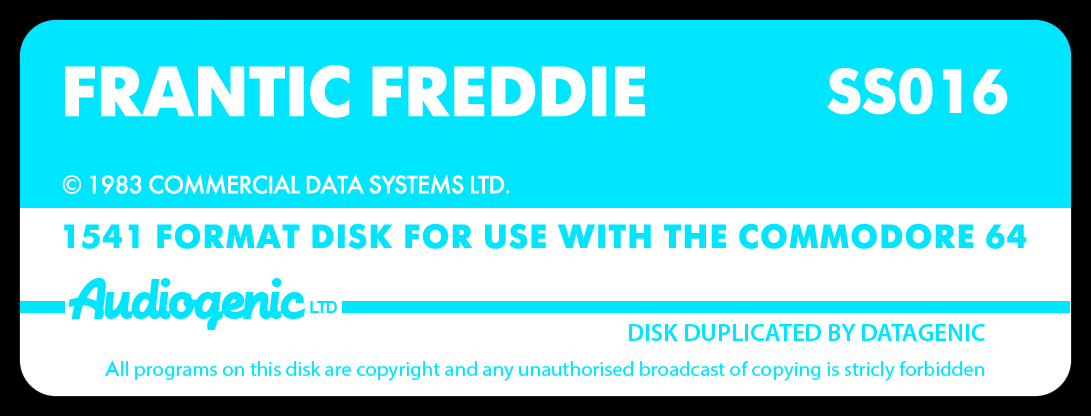 FRANTIC FREDDIE SS016
© 1983 COMMERCIAL DATA SYSTEMS LTD.
1541 FORMAT DISK FOR USE WITH THE COMMODORE 64
Audiogenic LTD
DISK DUPLICATED BY DATAGENIC
All programs on this disk are copyright and any unauthorised broadcast of copying is stricly forbidden